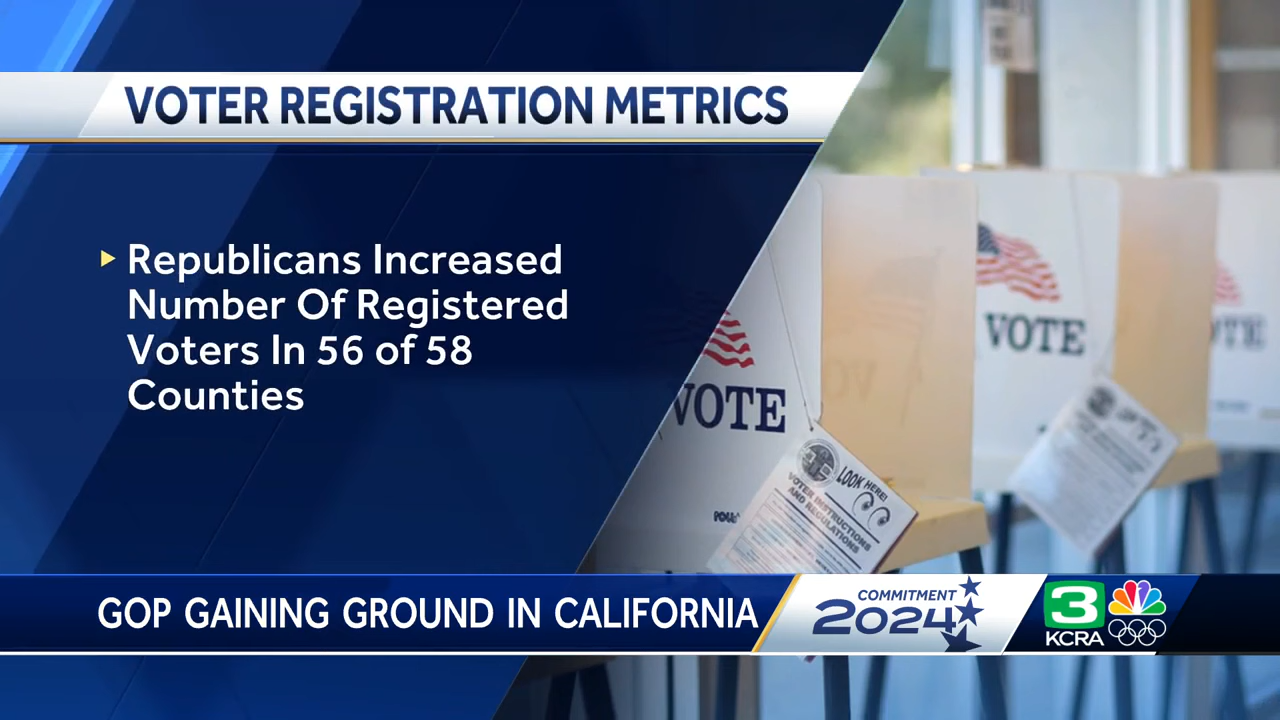 VOTER REGISTRATION METRICS
Republicans Increased
Number Of Registered
Voters In 56 of 58
Counties
VOTE
VOTE
LOOK HERE!
VOTER INSTRUCTIONS
AND REGULATIONS
GOP GAINING GROUND IN CALIFORNIA
COMMITMENT
2024
3
KCRA